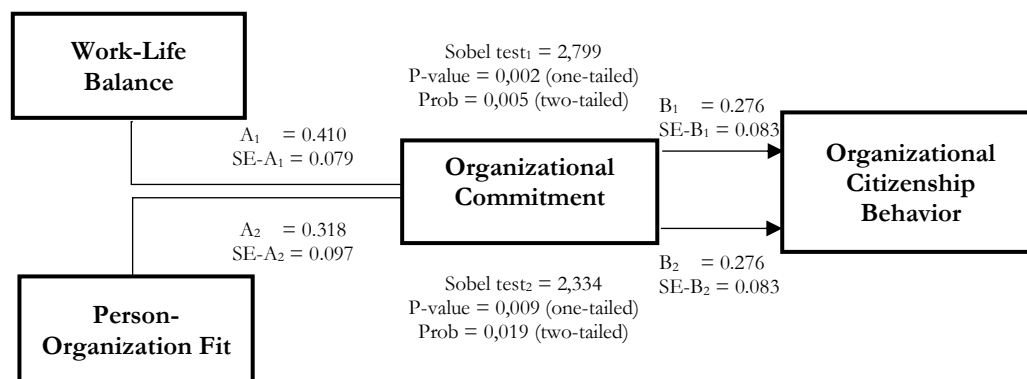 Work-Life
Balance
Sobel test₁ = 2,799
P-value = 0,002 (one-tailed)
Prob = 0,005 (two-tailed)
A₁ = 0.410
SE-A₁ = 0.079
B₁ = 0.276
SE-B₁ = 0.083
Organizational
Commitment
Organizational
Citizenship
Behavior
A₂ = 0.318
SE-A₂ = 0.097
B₂ = 0.276
SE-B₂ = 0.083
Sobel test₂ = 2,334
P-value = 0,009 (one-tailed)
Prob = 0,019 (two-tailed)
Person-
Organization Fit